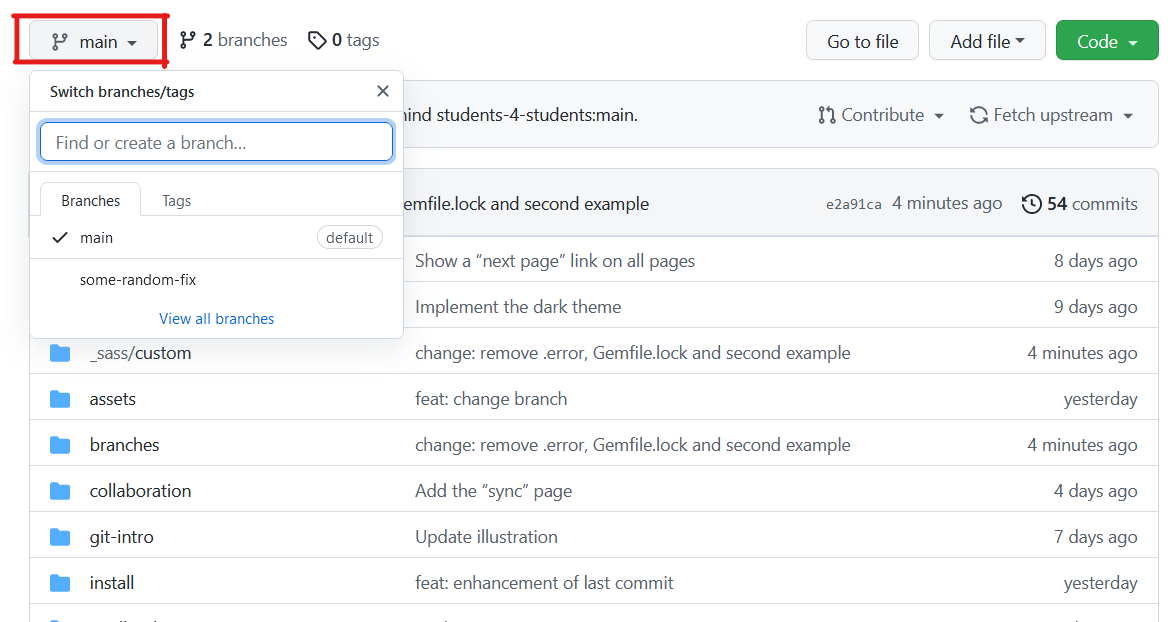 main 2 branches 0 tags Go to file Add file Code
Switch branches/tags
students-4-students:main. Contribute Fetch upstream
Find or create a branch...
Branches Tags and second example e2a91ca 4 minutes ago 54 commits
main default
Show a “next page” link on all pages 8 days ago
some-random-fix
Implement the dark theme 9 days ago
View all branches
_sass/custom change: remove .error, Gemfile.lock and second example 4 minutes ago
assets feat: change branch yesterday
branches change: remove .error, Gemfile.lock and second example 4 minutes ago
collaboration Add the “sync” page 4 days ago
git-intro Update illustration 7 days ago
install feat: enhancement of last commit yesterday